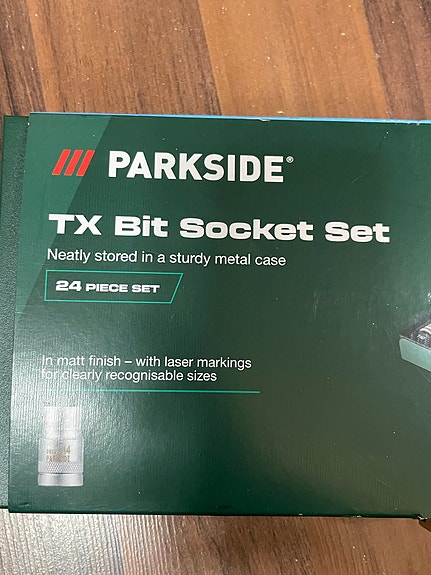 PARKSIDE®
TX Bit Socket Set
Neatly stored in a sturdy metal case
24 PIECE SET
In matt finish – with laser markings
for clearly recognisable sizes
PARKSIDE